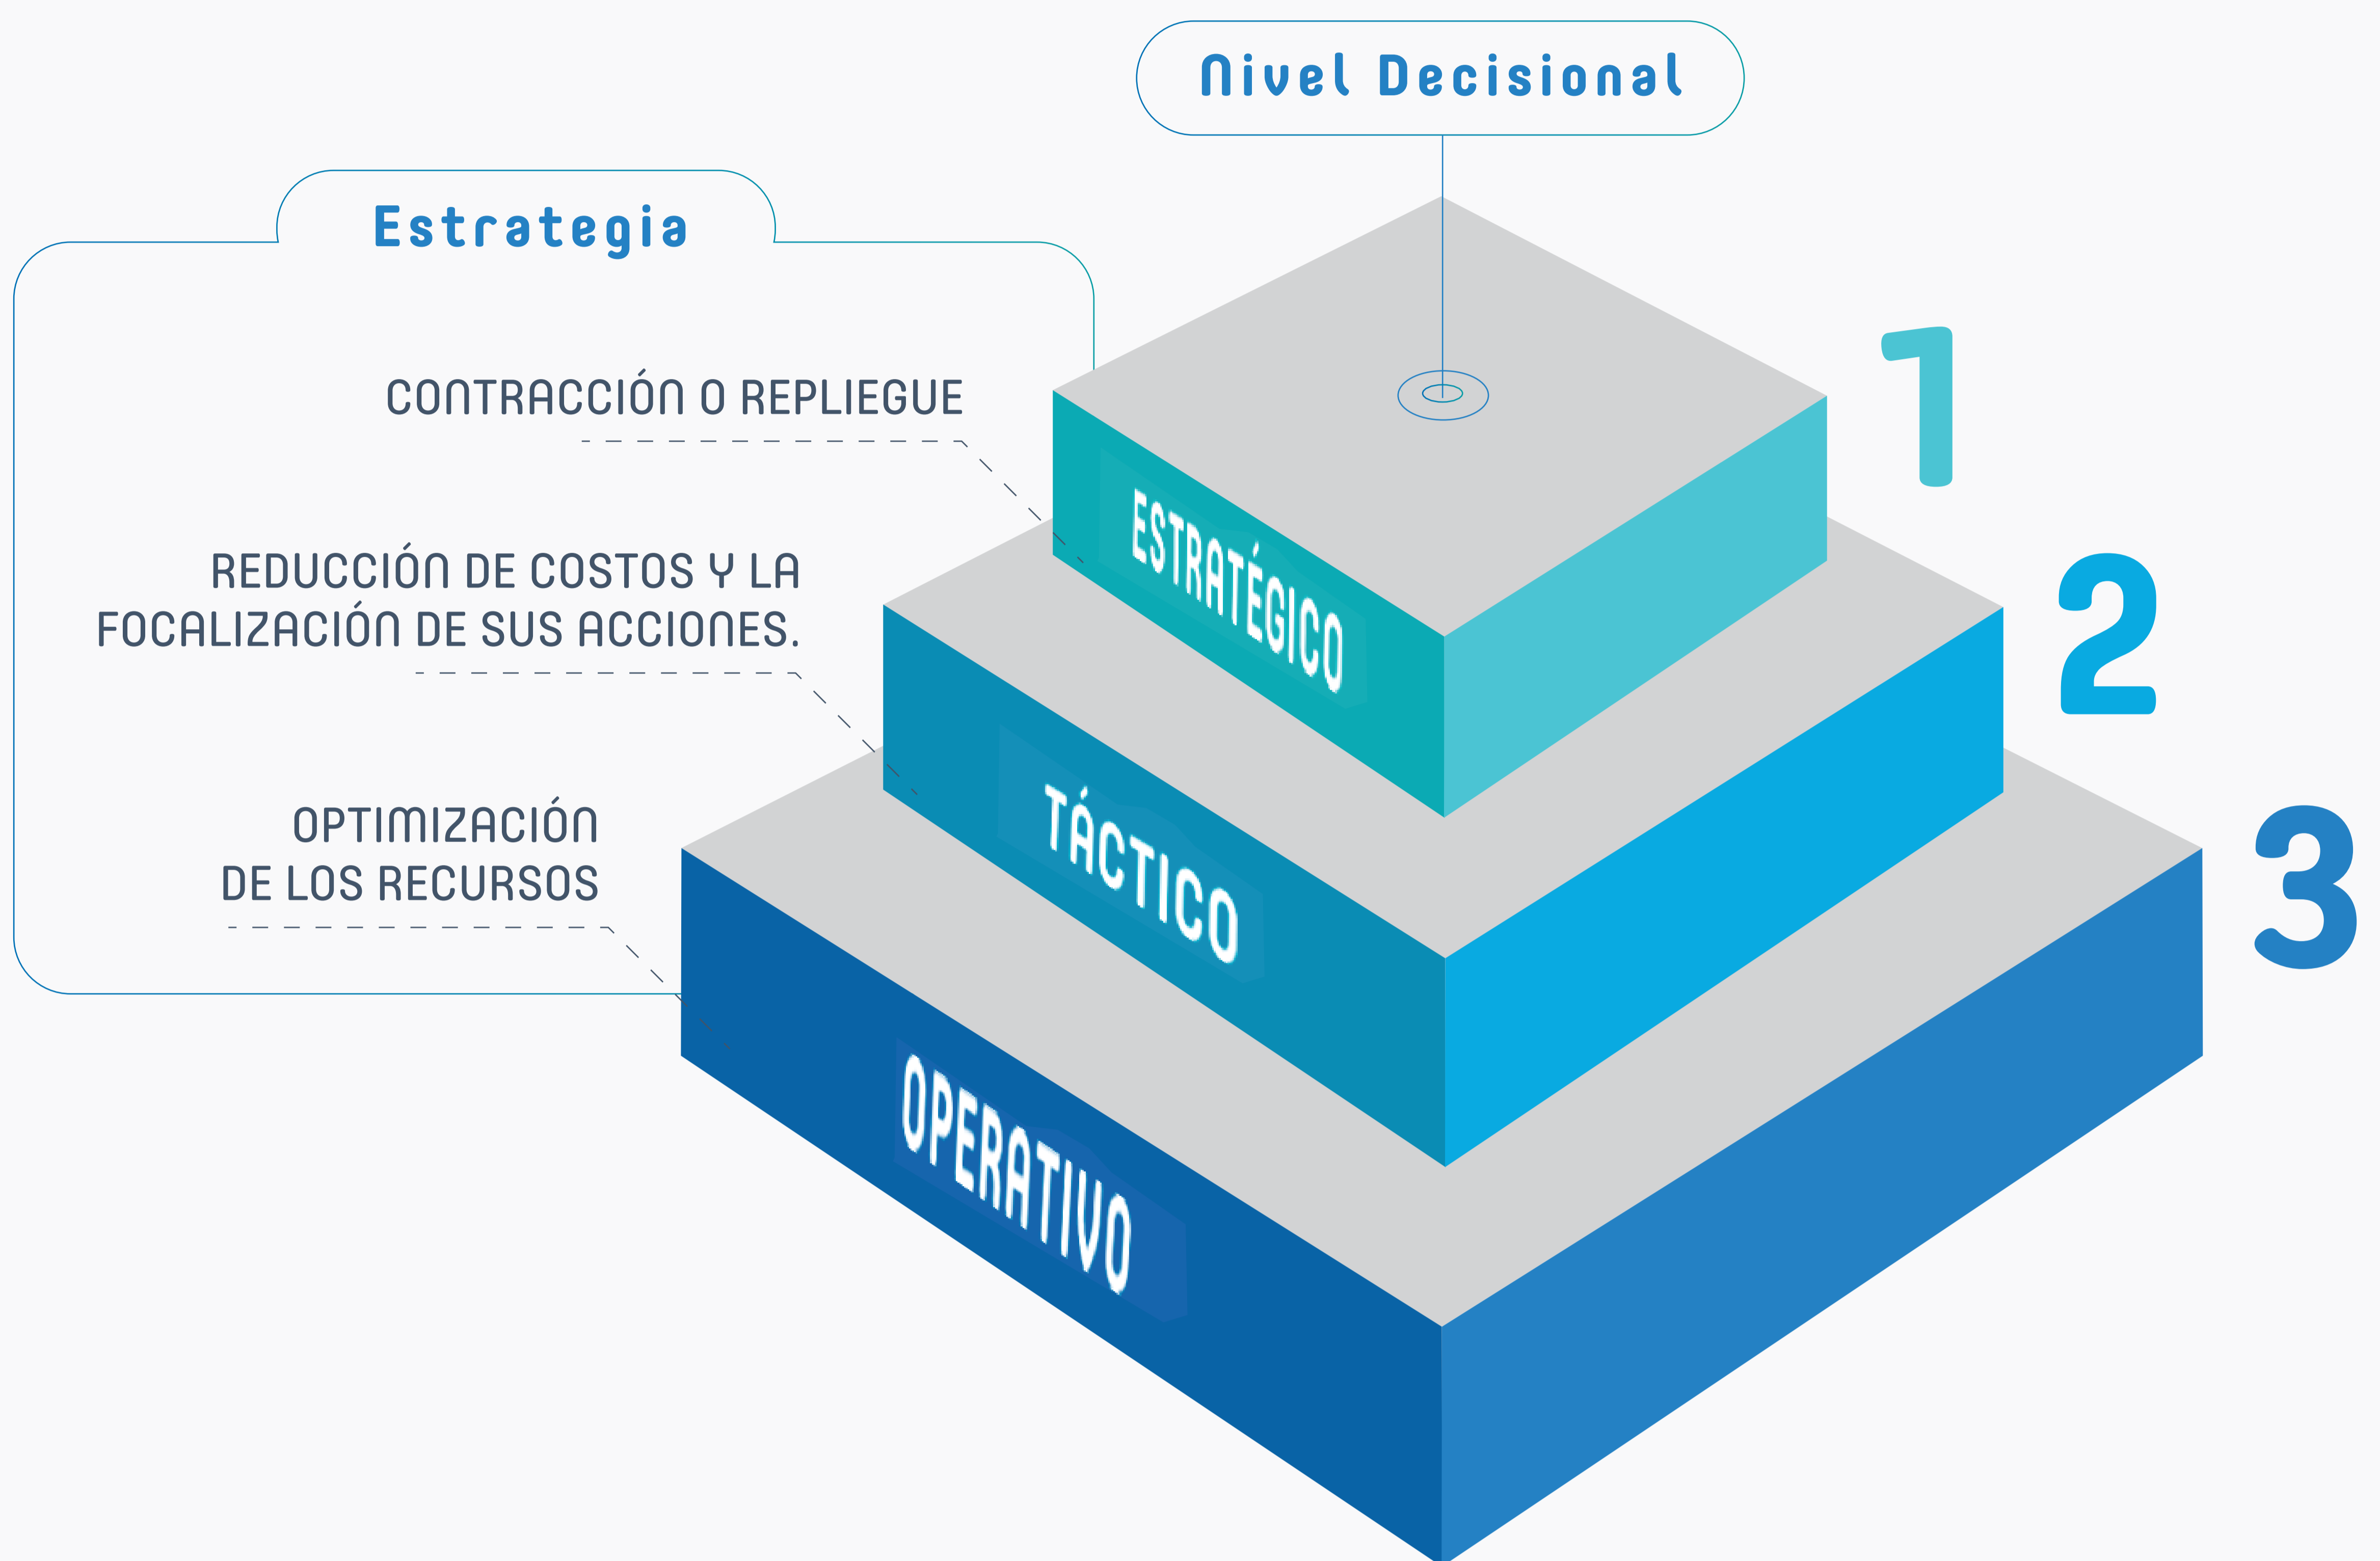 Nivel Decisional
Estrategia
CONTRACCIÓN O REPLIEGUE
ESTRATÉGICO
1
REDUCCIÓN DE COSTOS Y LA
FOCALIZACIÓN DE SUS ACCIONES.
TÁCTICO
2
OPTIMIZACIÓN
DE LOS RECURSOS
OPERATIVO
3